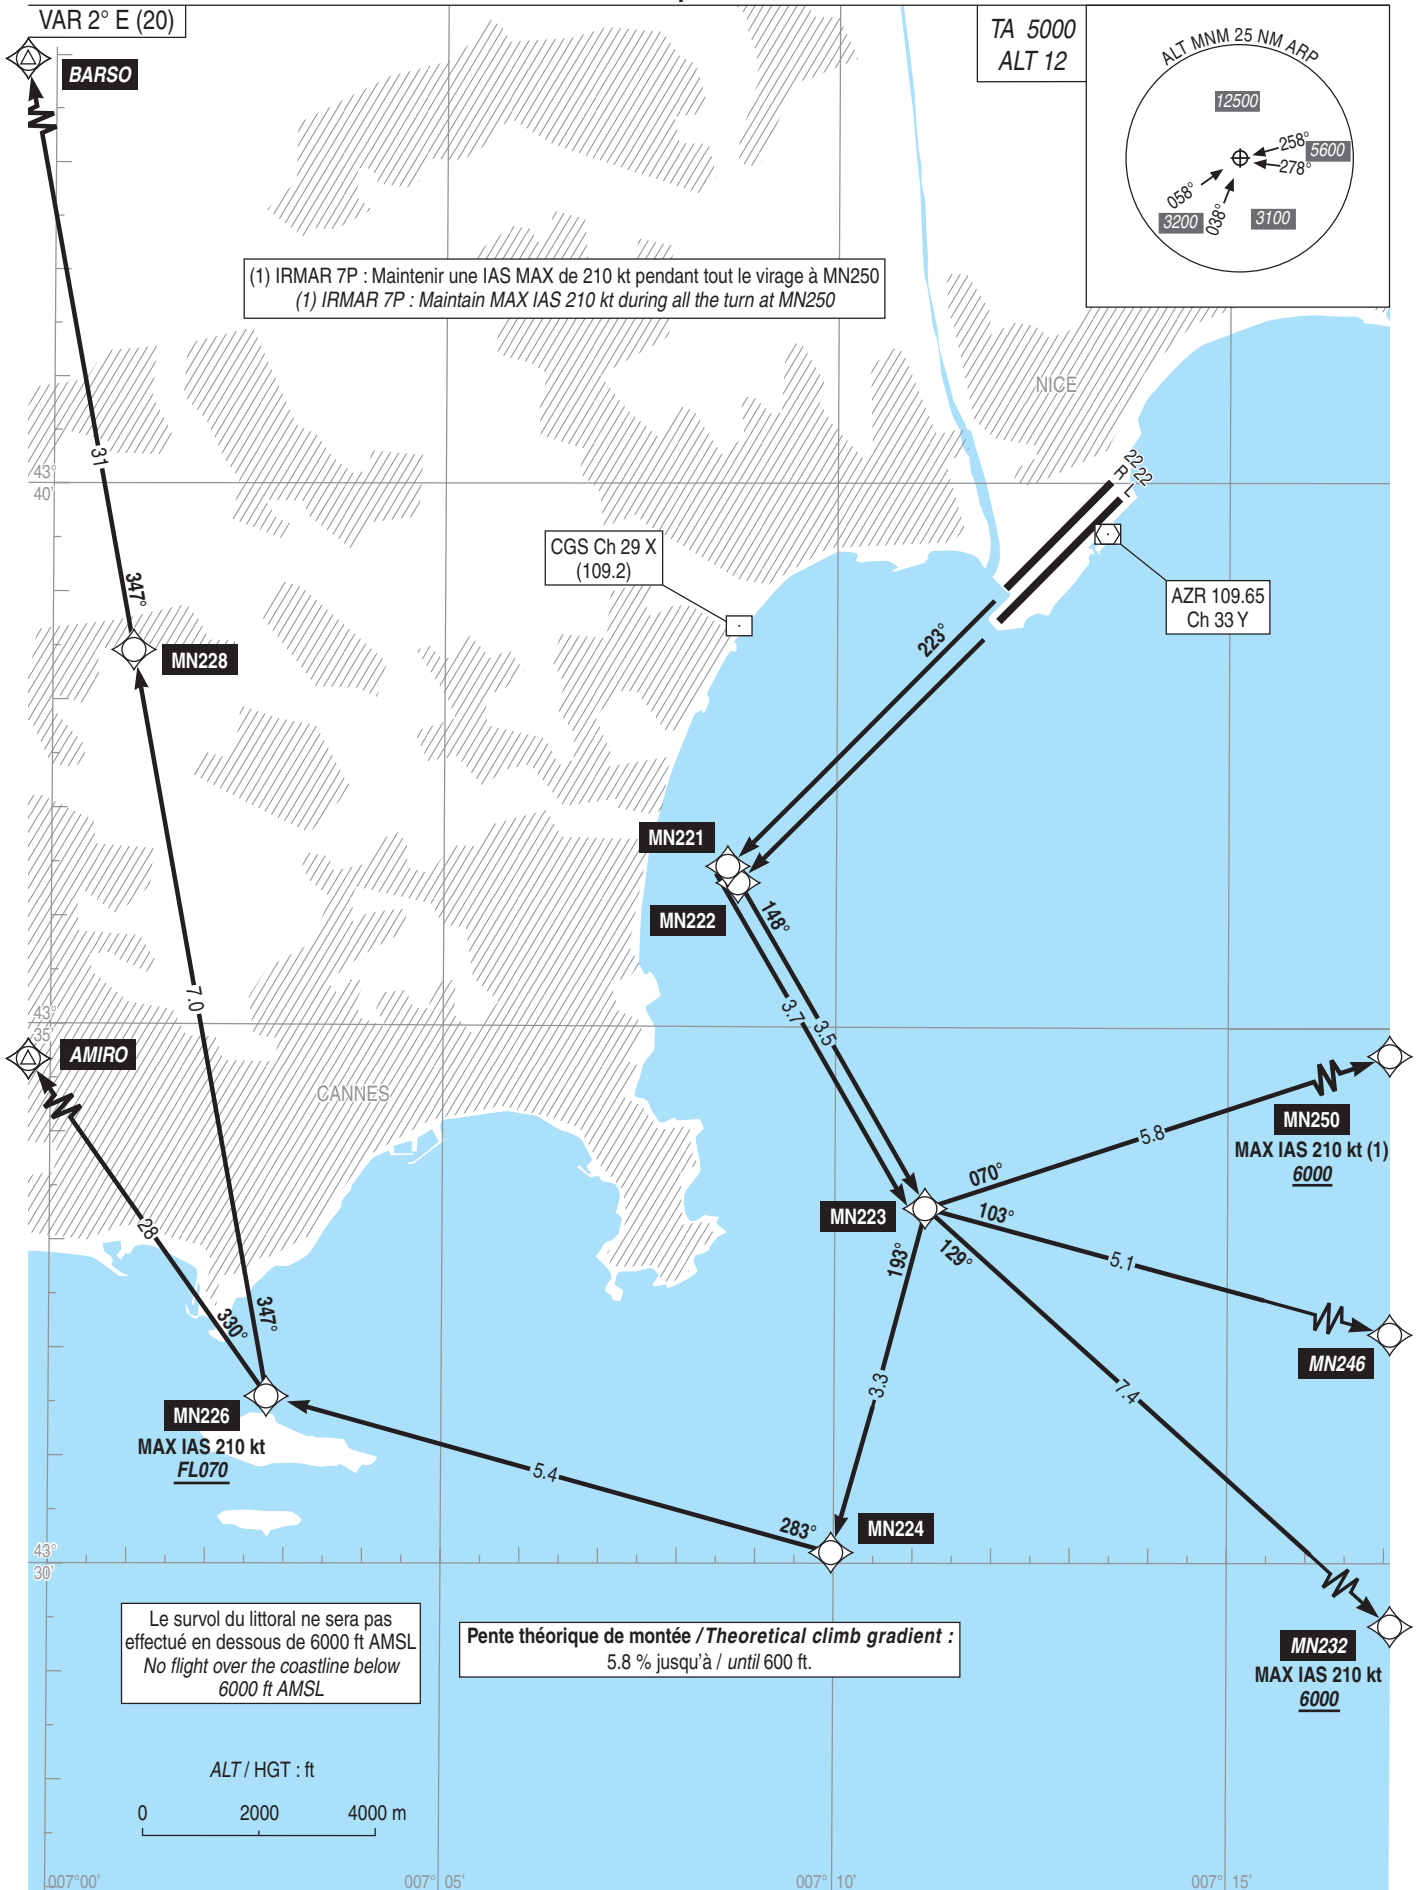 VAR 2° E (20)
BARSO
TA 5000
ALT 12
ALT MNM 25 NM ARP
12500
258°
5600
278°
058°
038°
3200
3100
(1) IRMAR 7P : Maintenir une IAS MAX de 210 kt pendant tout le virage à MN250
(1) IRMAR 7P : Maintain MAX IAS 210 kt during all the turn at MN250
NICE
31
43°
40'
22 R
22 L
CGS Ch 29 X
(109.2)
AZR 109.65
Ch 33 Y
347°
223°
MN228
MN221
MN222
148°
7.0
3.7
3.5
43°
35'
AMIRO
CANNES
MN250
MAX IAS 210 kt (1)
6000
5.8
070°
MN223
103°
193°
129°
5.1
28
330°
347°
MN246
3.3
7.4
MN226
MAX IAS 210 kt
FL070
5.4
283°
MN224
43°
30'
Le survol du littoral ne sera pas
effectué en dessous de 6000 ft AMSL
No flight over the coastline below
6000 ft AMSL
Pente théorique de montée / Theoretical climb gradient :
5.8 % jusqu'à / until 600 ft.
MN232
MAX IAS 210 kt
6000
ALT / HGT : ft
0 2000 4000 m
007°00' 007° 05' 007° 10' 007° 15'